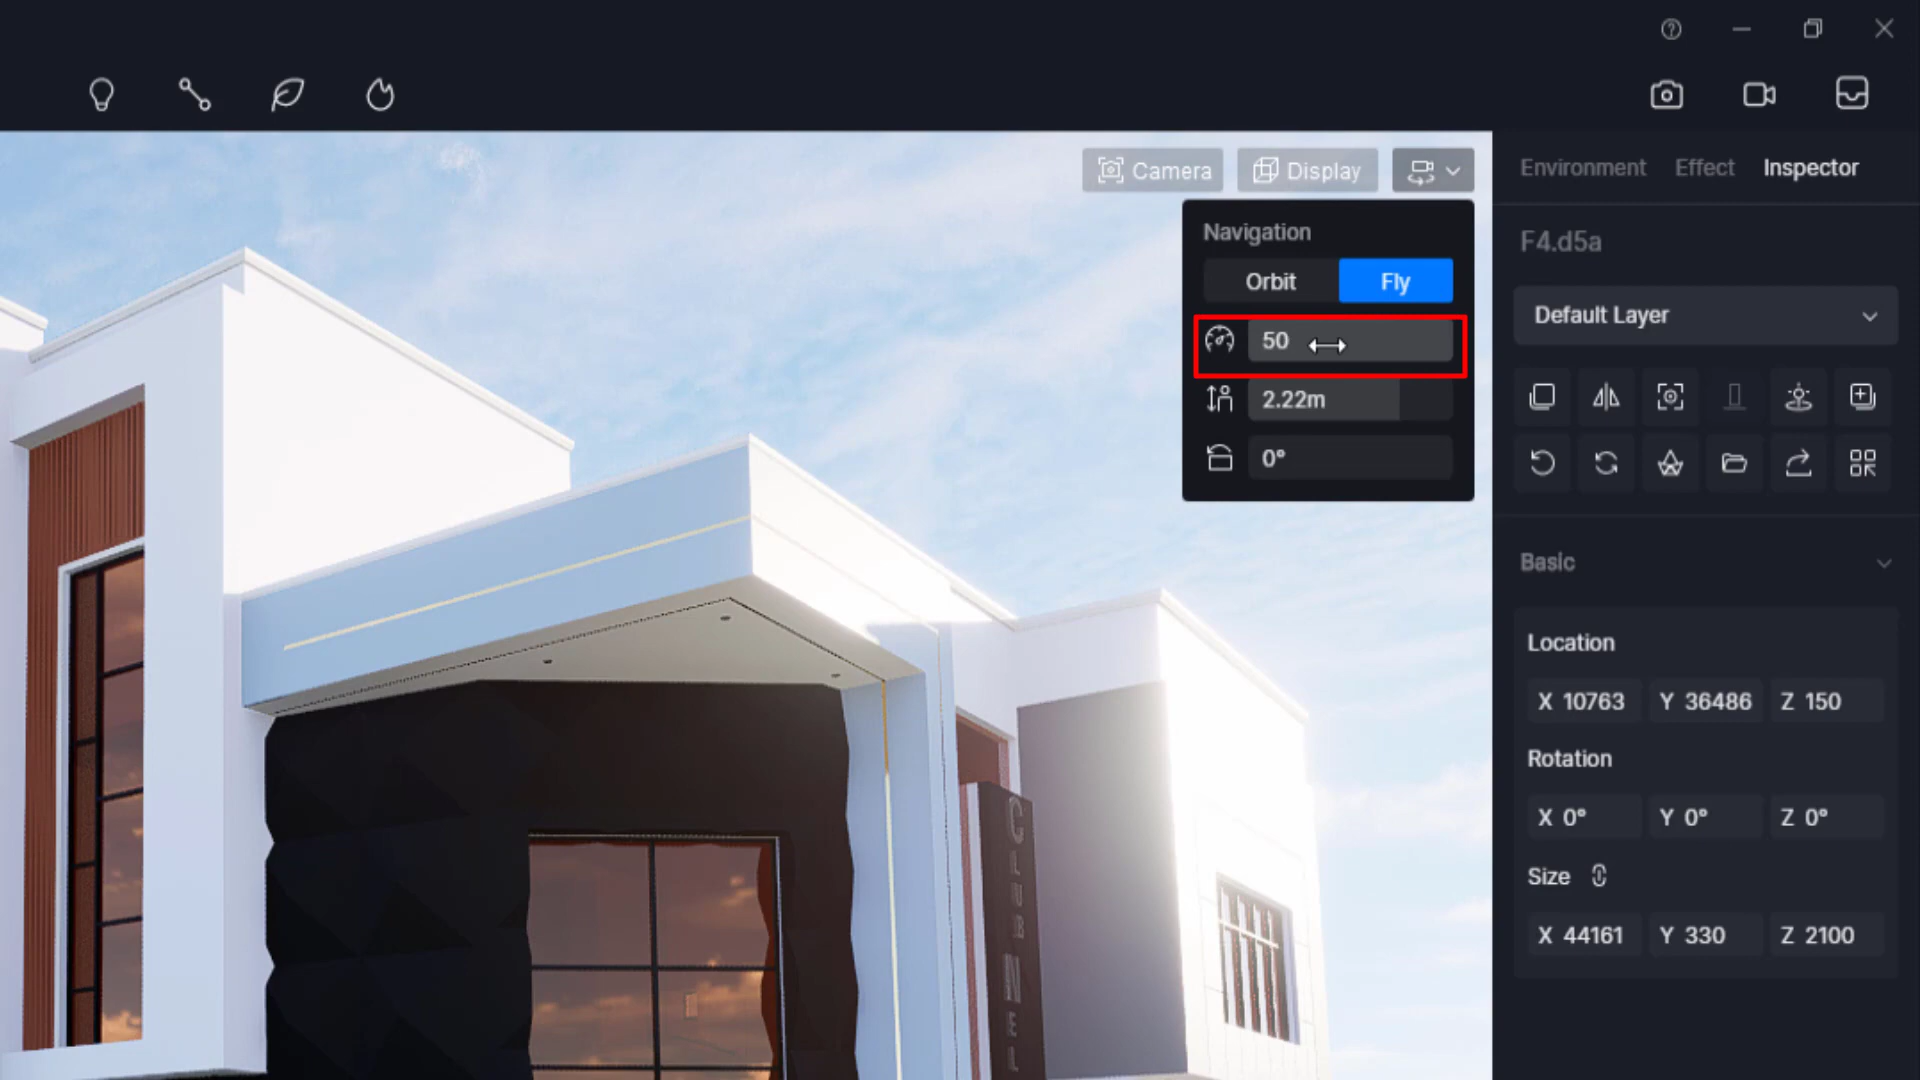 Camera
Display
Environment
Effect
Inspector
Navigation
Orbit
Fly
50
2.22m
0°
F4.d5a
Default Layer
Basic
Location
X 10763
Y 36486
Z 150
Rotation
X 0°
Y 0°
Z 0°
Size
X 44161
Y 330
Z 2100